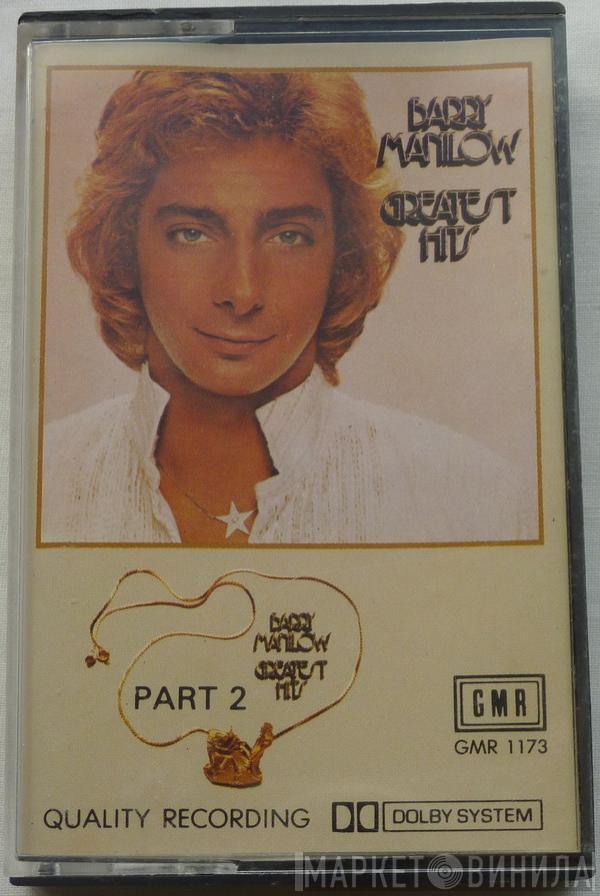 BARRY
MANILOW
GREATEST
HITS
BARRY
MANILOW
GREATEST
HITS
PART 2
GMR
GMR 1173
QUALITY RECORDING DOLBY SYSTEM
МАРКЕТ ВИНИЛА